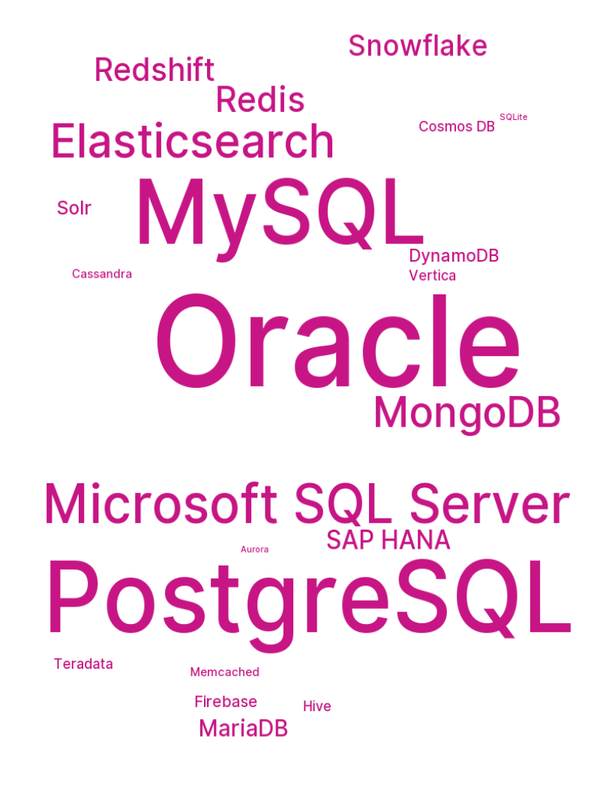 Snowflake
Redshift
Redis
SQLite
Cosmos DB
Elasticsearch
Solr
MySQL
DynamoDB
Cassandra
Vertica
Oracle
MongoDB
Microsoft SQL Server
SAP HANA
Aurora
PostgreSQL
Teradata
Memcached
Firebase
Hive
MariaDB